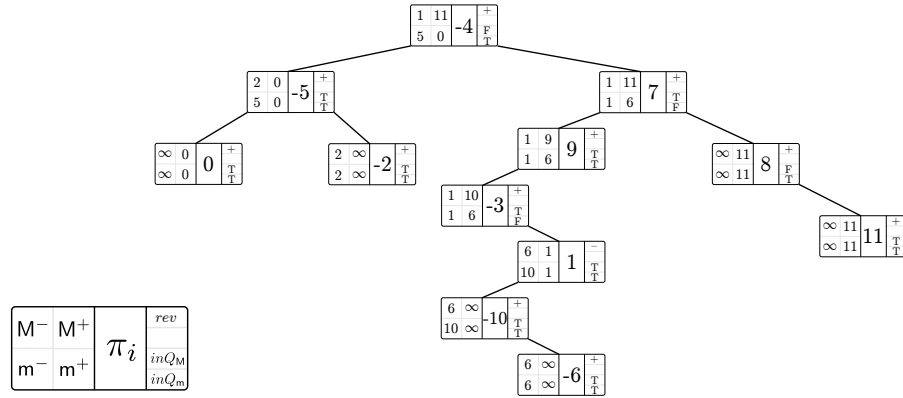 1 11 -4 +
5 0 F
T
2 0 -5 +
5 0 T
T
1 11 7 +
1 6 T
F
∞ 0 0 +
∞ 0 T
T
2 ∞ -2 +
2 ∞ T
T
1 9 9 +
1 6 T
T
∞ 11 8 +
∞ 11 F
T
1 10 -3 +
1 6 T
F
∞ 11 11 +
∞ 11 T
T
6 1 1 −
10 1 T
T
6 ∞ -10 +
10 ∞ T
T
6 ∞ -6 +
6 ∞ T
T
M⁻ M⁺ πᵢ rev
m⁻ m⁺ inQ_M
inQ_m